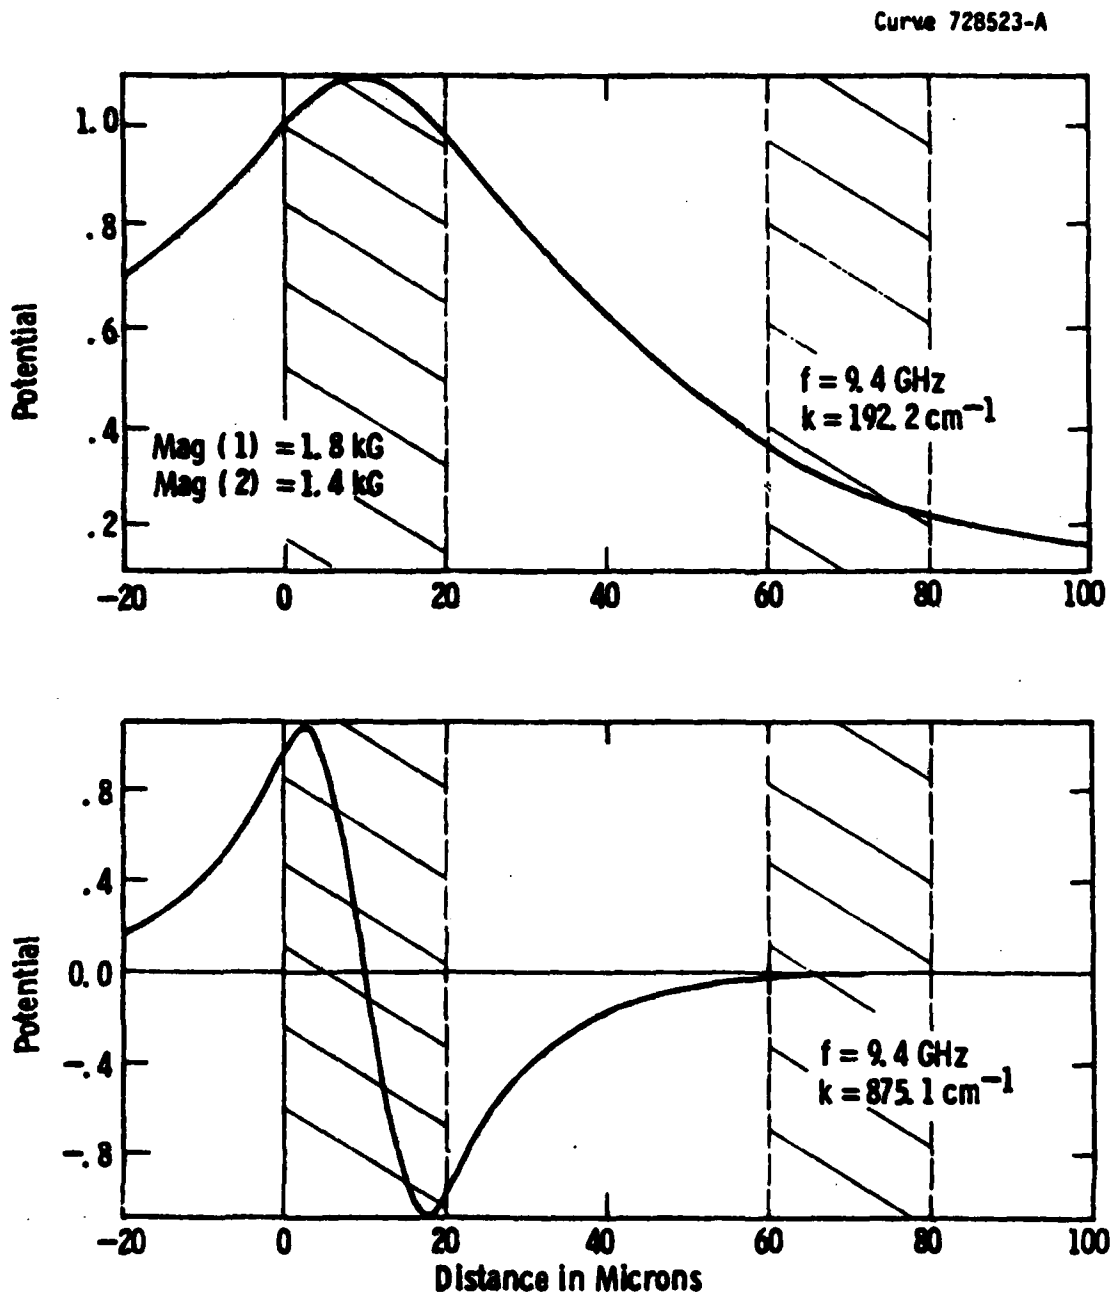 Curve 728523-A
1.0
.8
.6
.4
.2
Potential
Mag (1) = 1.8 kG
Mag (2) = 1.4 kG
f = 9.4 GHz
k = 192.2 cm⁻¹
-20 0 20 40 60 80 100
.8
.4
0.0
-.4
-.8
Potential
f = 9.4 GHz
k = 875.1 cm⁻¹
-20 0 20 40 60 80 100
Distance in Microns